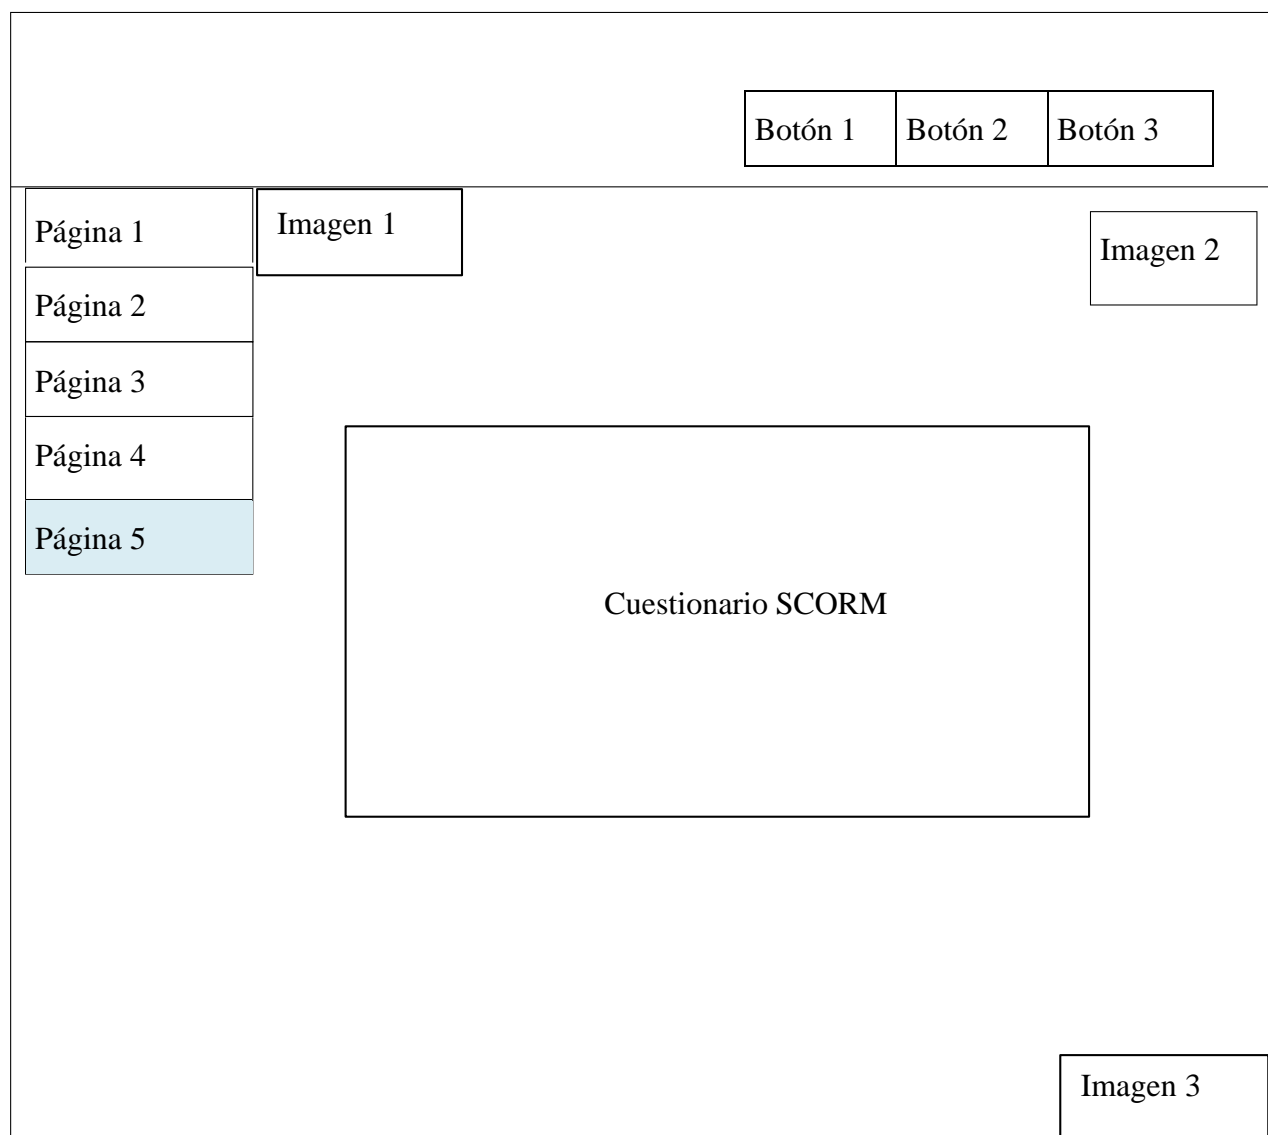 Botón 1
Botón 2
Botón 3
Página 1
Imagen 1
Imagen 2
Página 2
Página 3
Página 4
Página 5
Cuestionario SCORM
Imagen 3